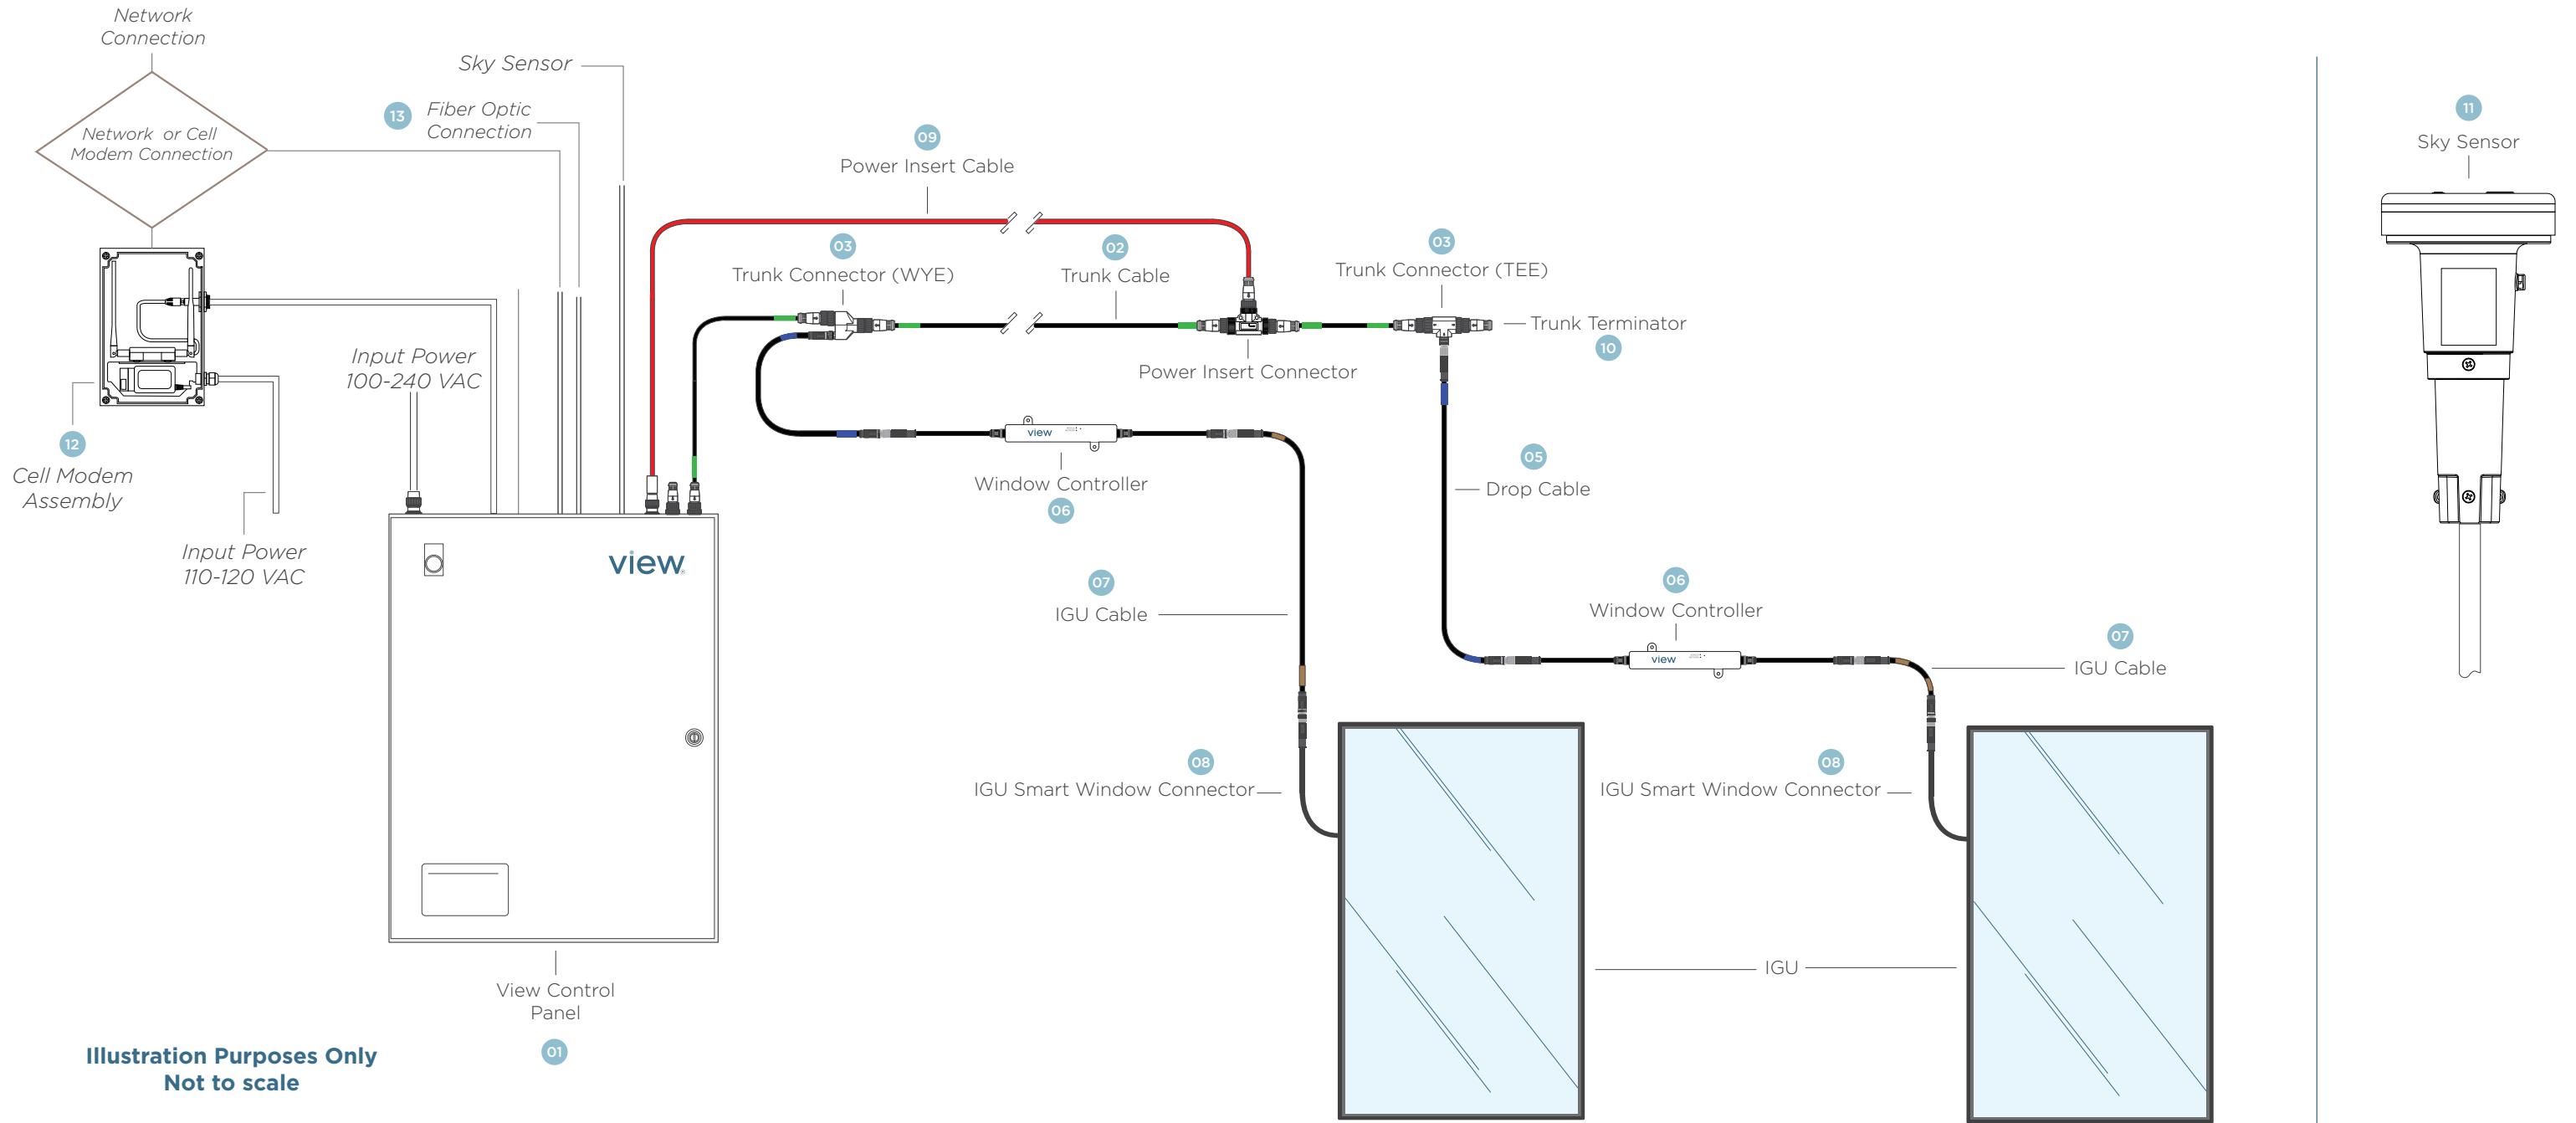 Network
Connection
Network or Cell
Modem Connection
Sky Sensor
13
Fiber Optic
Connection
09
Power Insert Cable
03
Trunk Connector (WYE)
02
Trunk Cable
03
Trunk Connector (TEE)
Trunk Terminator
10
Power Insert Connector
11
Sky Sensor
Input Power
100-240 VAC
12
Cell Modem
Assembly
Input Power
110-120 VAC
view
Window Controller
06
05
Drop Cable
view
07
IGU Cable
06
Window Controller
view
07
IGU Cable
08
IGU Smart Window Connector
08
IGU Smart Window Connector
IGU
View Control
Panel
01
Illustration Purposes Only
Not to scale